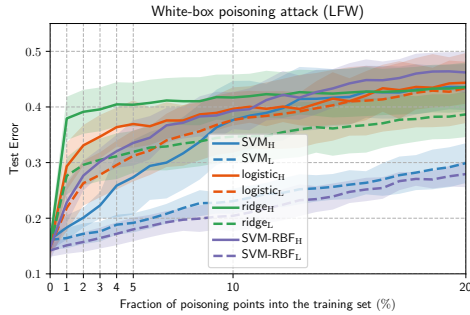 White-box poisoning attack (LFW)
0.5
0.4
0.3
0.2
0.1
Test Error
SVM_H
SVM_L
logistic_H
logistic_L
ridge_H
ridge_L
SVM-RBF_H
SVM-RBF_L
0 1 2 3 4 5 10 20
Fraction of poisoning points into the training set (%)